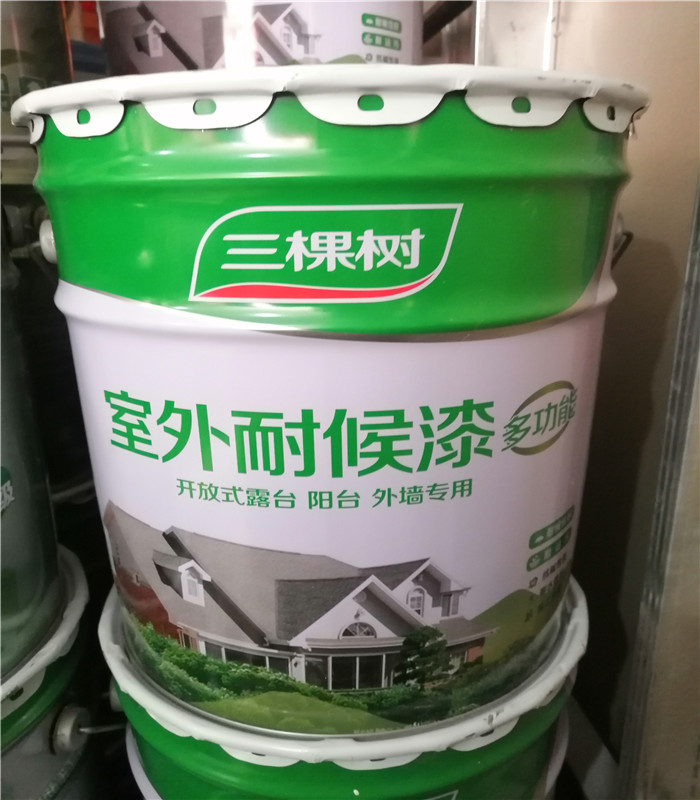 三棵树
室外耐候漆
多功能
开放式露台 阳台 外墙专用